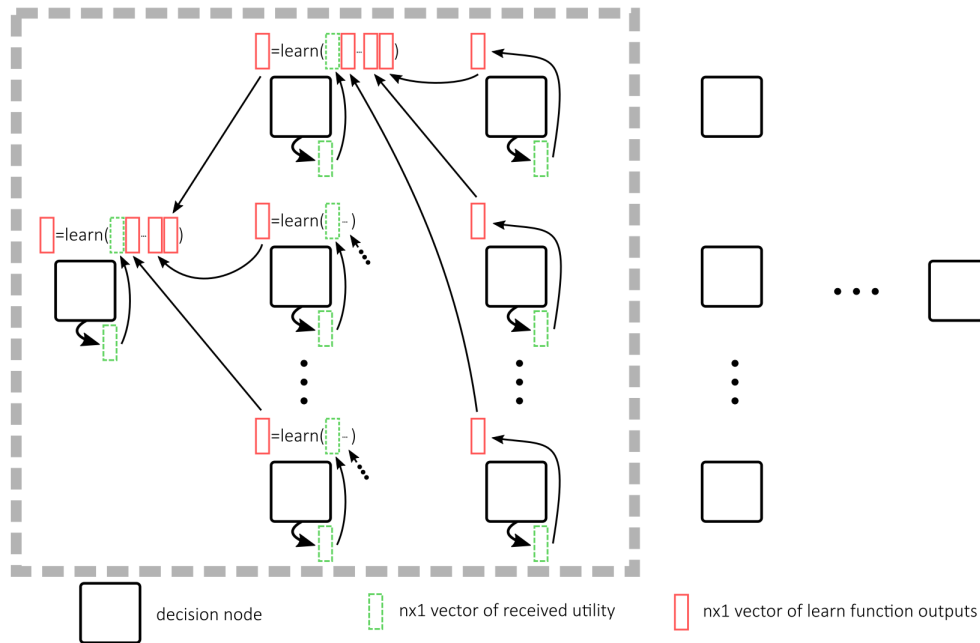 =learn( ... )
=learn( ... )
=learn( - )
=learn( - )
decision node
nx1 vector of received utility
nx1 vector of learn function outputs